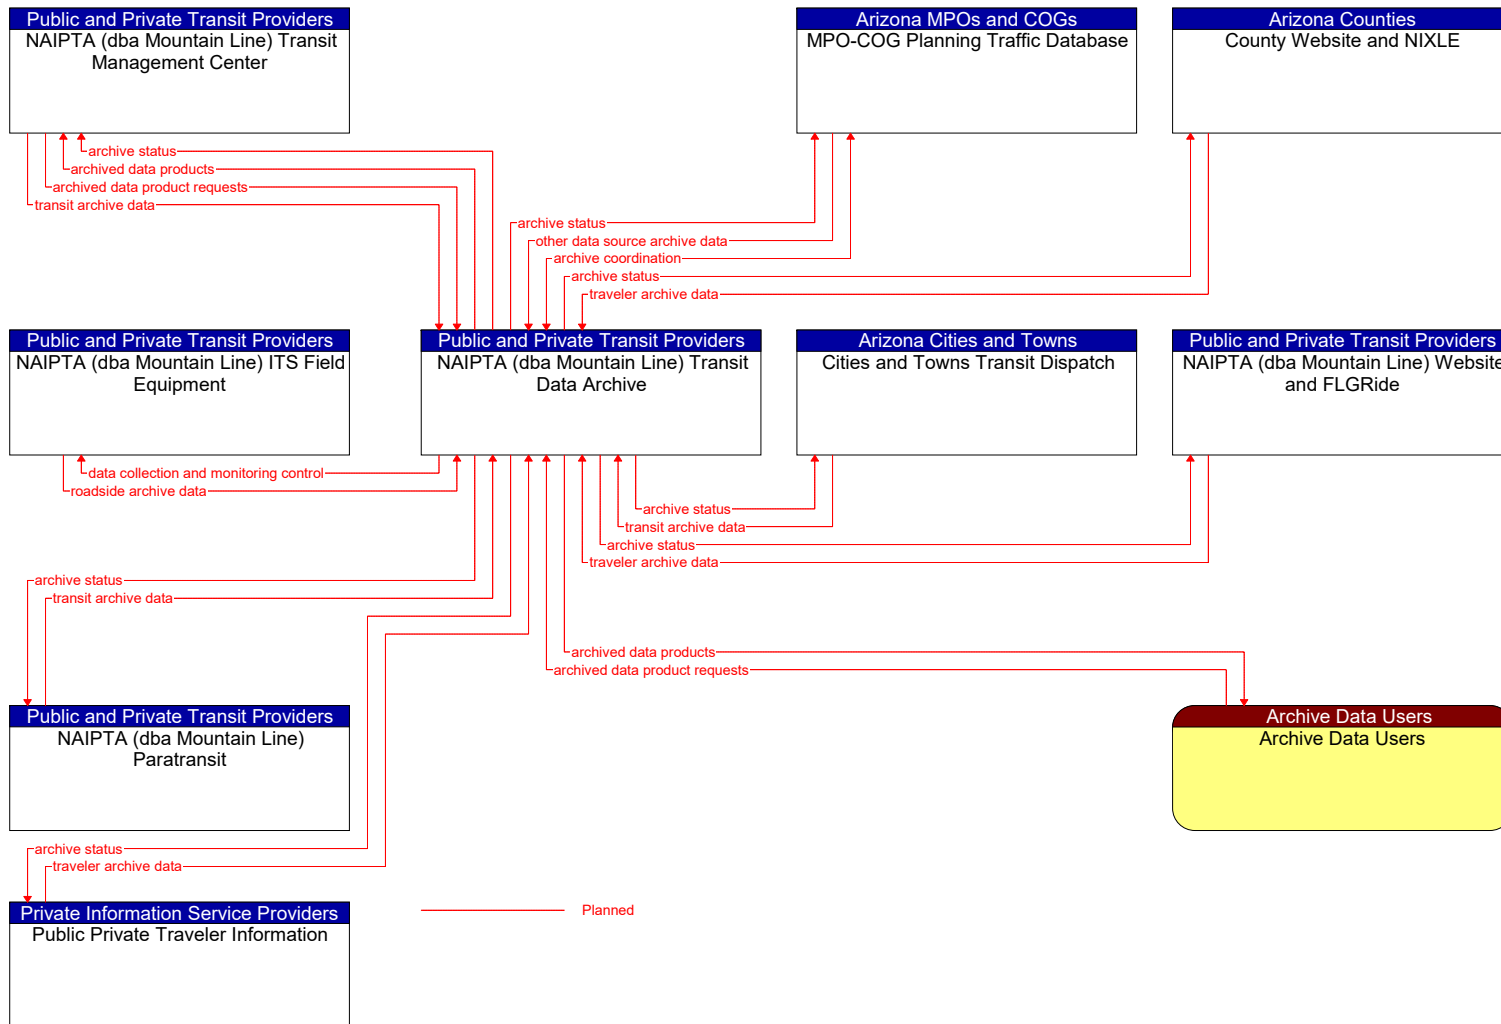 Public and Private Transit Providers
NAIPTA (dba Mountain Line) Transit
Management Center
Arizona MPOs and COGs
MPO-COG Planning Traffic Database
Arizona Counties
County Website and NIXLE
archive status
archived data products
archived data product requests
transit archive data
archive status
other data source archive data
archive coordination
archive status
traveler archive data
Public and Private Transit Providers
NAIPTA (dba Mountain Line) ITS Field
Equipment
Public and Private Transit Providers
NAIPTA (dba Mountain Line) Transit
Data Archive
Arizona Cities and Towns
Cities and Towns Transit Dispatch
Public and Private Transit Providers
NAIPTA (dba Mountain Line) Website
and FLGRide
data collection and monitoring control
roadside archive data
archive status
transit archive data
archive status
traveler archive data
archive status
transit archive data
archived data products
archived data product requests
Public and Private Transit Providers
NAIPTA (dba Mountain Line)
Paratransit
Archive Data Users
Archive Data Users
archive status
traveler archive data
Private Information Service Providers
Public Private Traveler Information
Planned